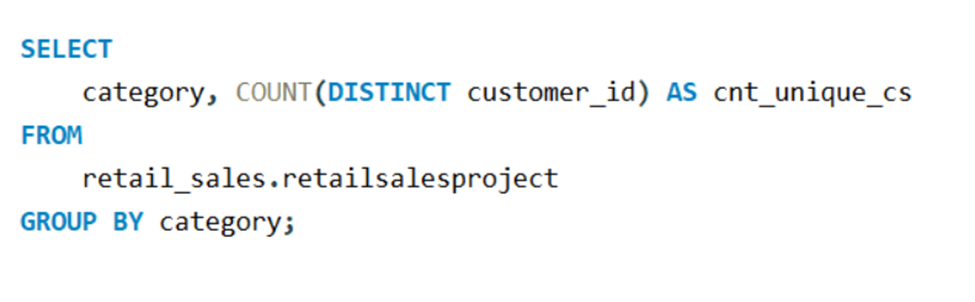 SELECT
category, COUNT(DISTINCT customer_id) AS cnt_unique_cs
FROM
retail_sales.retailsalesproject
GROUP BY category;